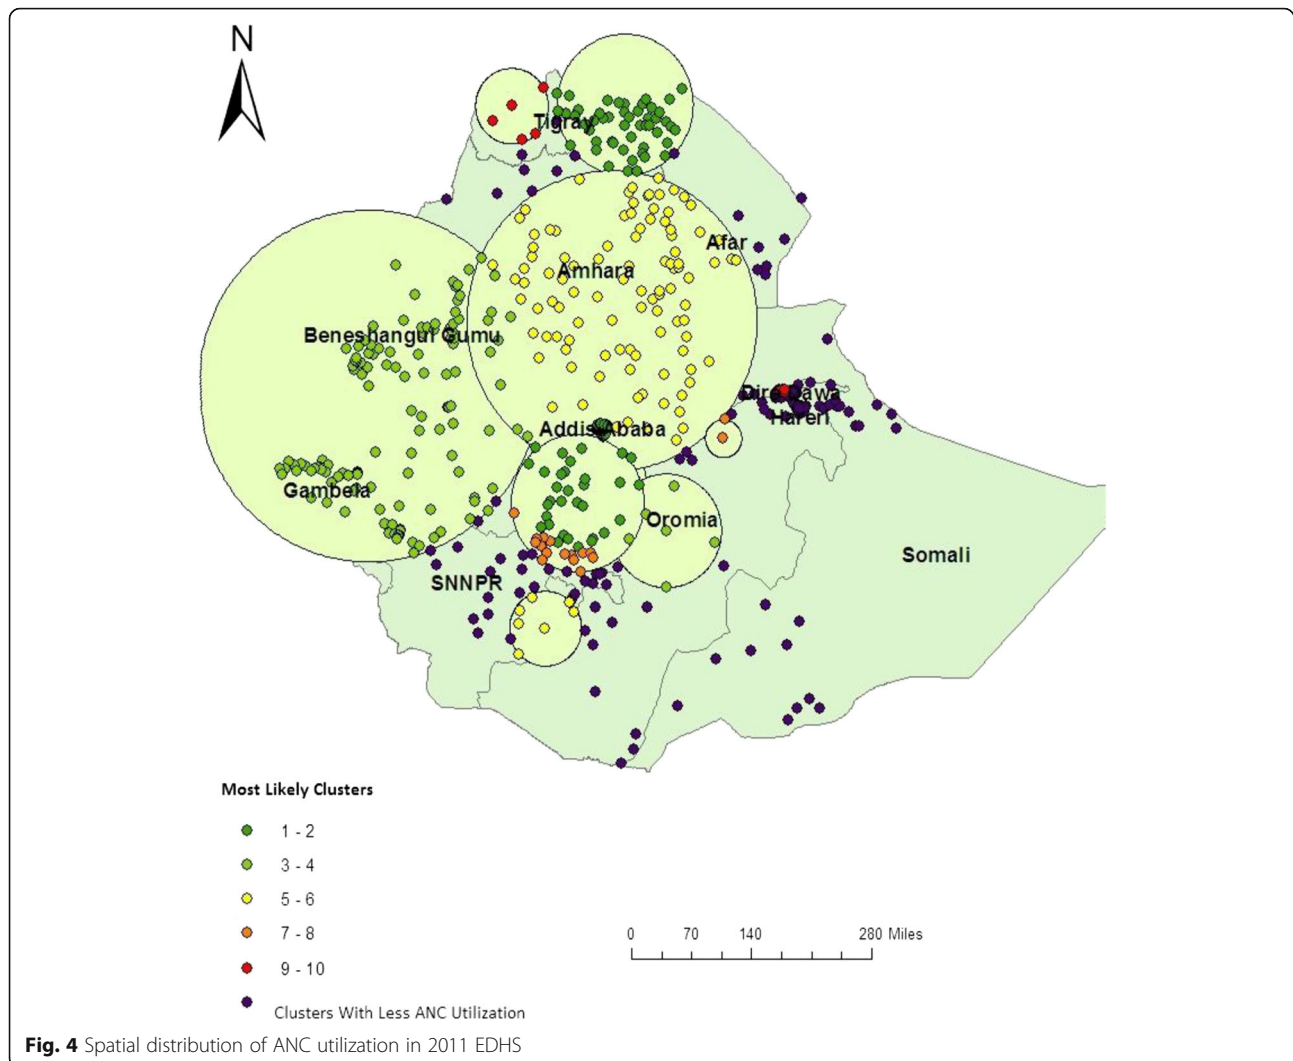 N
Tigray
Afar
Amhara
Beneshangul Gumu
Dire Dawa
Hareri
Addis Ababa
Gambela
Oromia
Somali
SNNPR
Most Likely Clusters
1 - 2
3 - 4
5 - 6
7 - 8
9 - 10
Clusters With Less ANC Utilization
0 70 140 280 Miles
Fig. 4 Spatial distribution of ANC utilization in 2011 EDHS